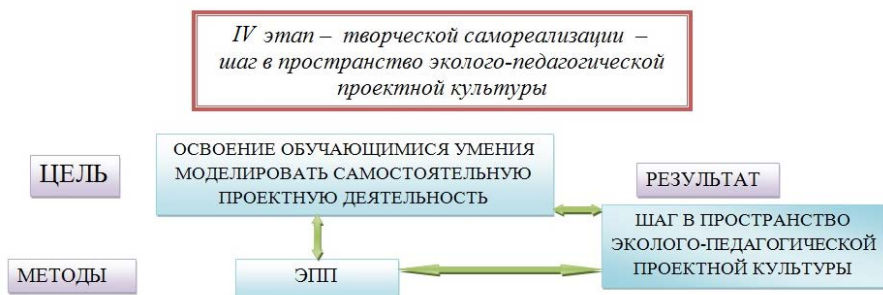 IV этап – творческой самореализации –
шаг в пространство эколого-педагогической
проектной культуры
ЦЕЛЬ
ОСВОЕНИЕ ОБУЧАЮЩИМИСЯ УМЕНИЯ
МОДЕЛИРОВАТЬ САМОСТОЯТЕЛЬНУЮ
ПРОЕКТНУЮ ДЕЯТЕЛЬНОСТЬ
РЕЗУЛЬТАТ
ШАГ В ПРОСТРАНСТВО
ЭКОЛОГО-ПЕДАГОГИЧЕСКОЙ
ПРОЕКТНОЙ КУЛЬТУРЫ
МЕТОДЫ
ЭПП